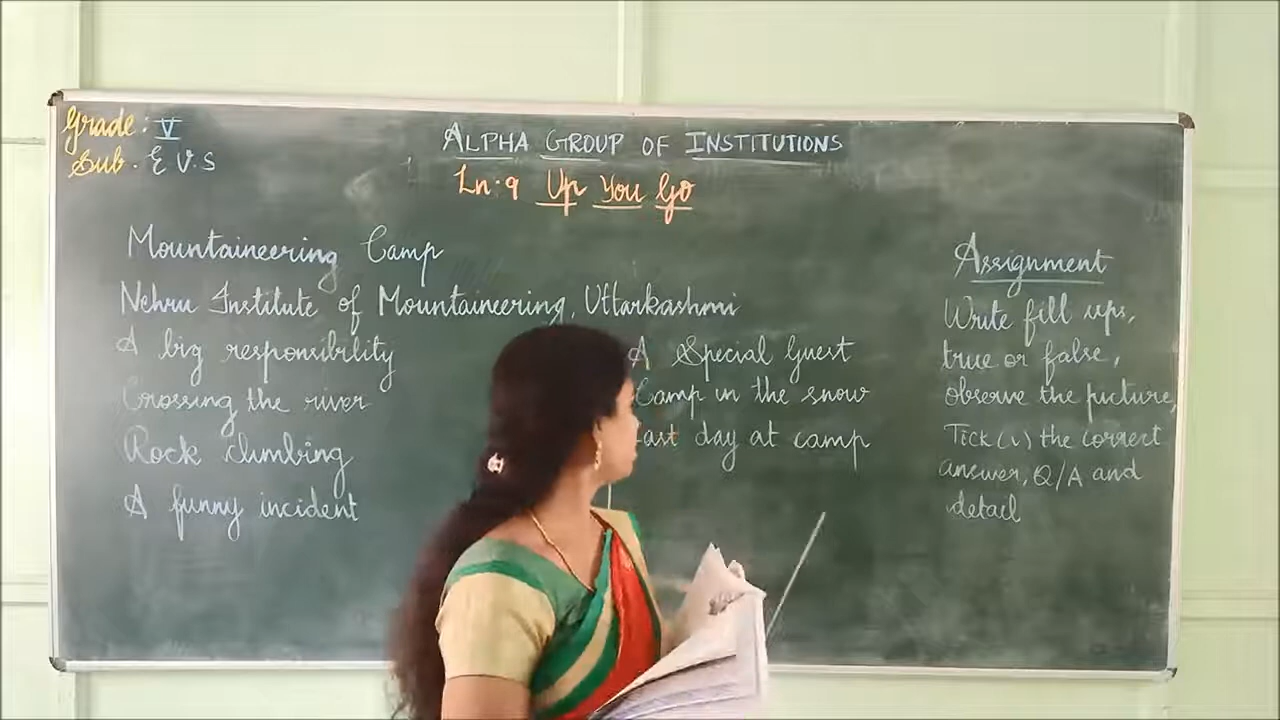 Grade: V
Sub. E V.S
ALPHA GROUP OF INSTITUTIONS
Ln:9 Up You Go
Mountaineering Camp
Nehru Institute of Mountaineering, Uttarkashmi
A big responsibility
Crossing the river
Rock climbing
A funny incident
A Special Guest
Camp in the snow
Last day at camp
Assignment
Write fill ups,
true or false,
observe the picture,
Tick (✓) the correct
answer, Q/A and
detail